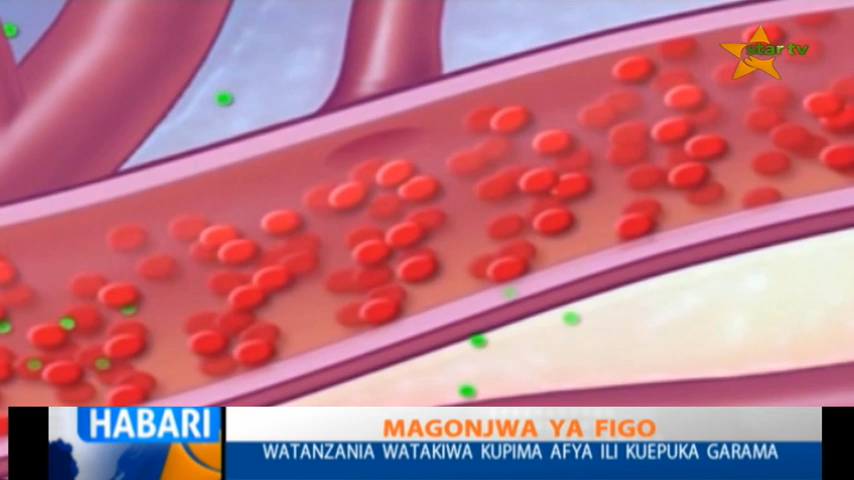 star tv
HABARI
MAGONJWA YA FIGO
WATANZANIA WATAKIWA KUPIMA AFYA ILI KUEPUKA GARAMA